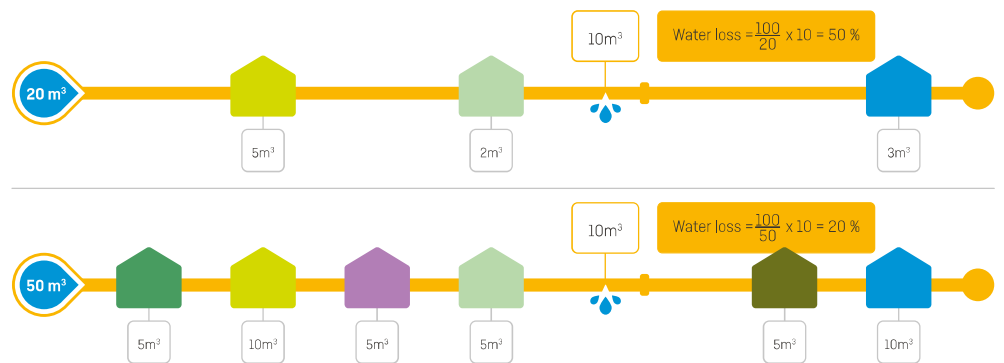 10m³
Water loss = 100/20 x 10 = 50 %
20 m³
5m³
2m³
3m³
10m³
Water loss = 100/50 x 10 = 20 %
50 m³
5m³
10m³
5m³
5m³
5m³
10m³